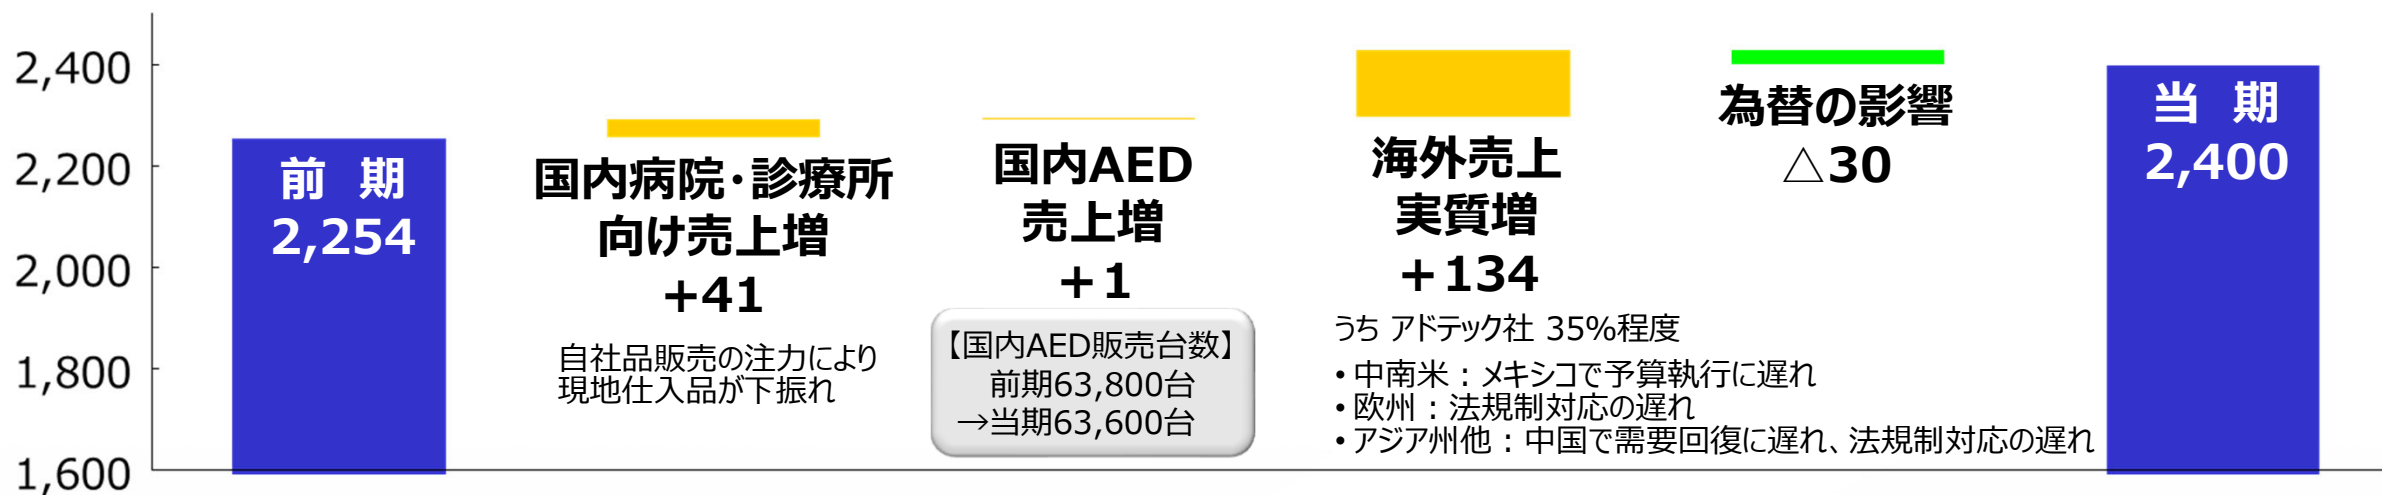 2,400
2,200
2,000
1,800
1,600
前 期
2,254
国内病院・診療所
向け売上増
+41
自社品販売の注力により
現地仕入品が下振れ
国内AED
売上増
+1
【国内AED販売台数】
前期63,800台
→当期63,600台
海外売上
実質増
+134
うち アドテック社 35%程度
•中南米：メキシコで予算執行に遅れ
•欧州：法規制対応の遅れ
•アジア州他：中国で需要回復に遅れ、法規制対応の遅れ
為替の影響
△30
当 期
2,400